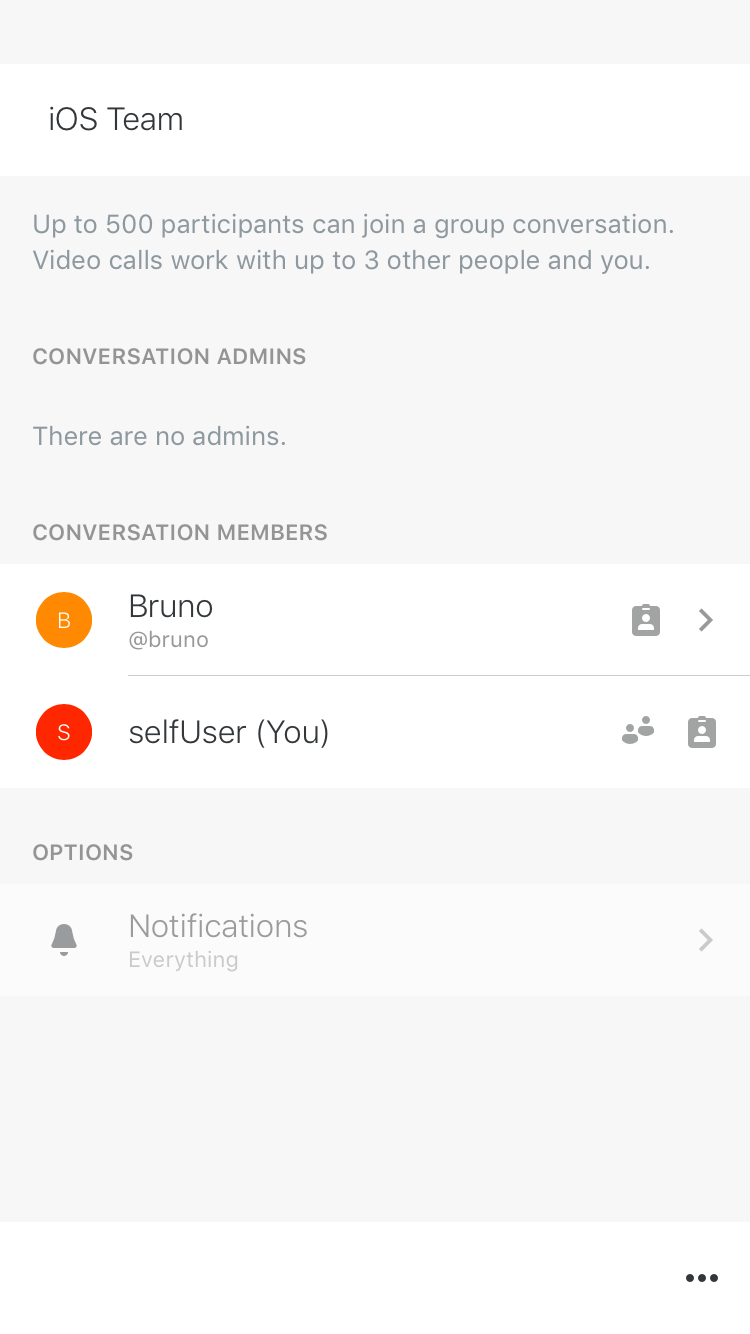 iOS Team
Up to 500 participants can join a group conversation.
Video calls work with up to 3 other people and you.
CONVERSATION ADMINS
There are no admins.
CONVERSATION MEMBERS
B
Bruno
@bruno
S
selfUser (You)
OPTIONS
Notifications
Everything